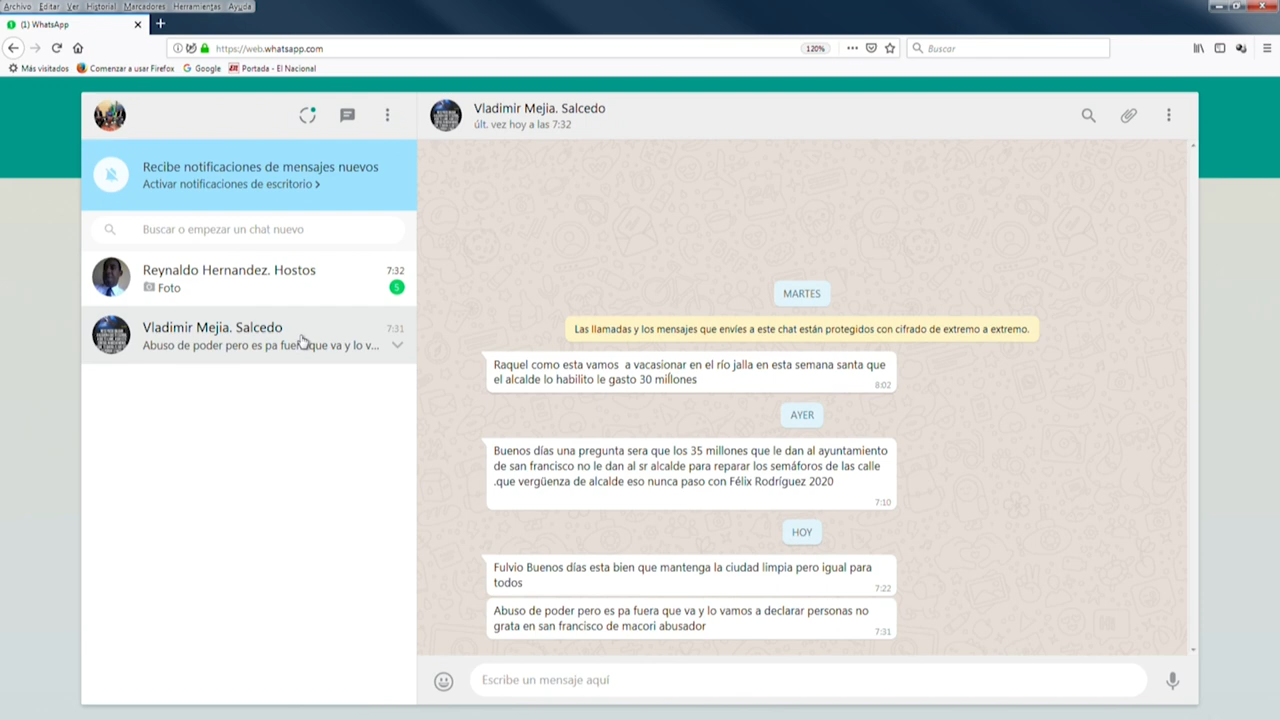 Archivo Editar Ver Historial Marcadores Herramientas Ayuda
(1) WhatsApp
https://web.whatsapp.com
120%
Buscar
Más visitados Comenzar a usar Firefox Google Portada - El Nacional
Vladimir Mejia. Salcedo
últ. vez hoy a las 7:32
Recibe notificaciones de mensajes nuevos
Activar notificaciones de escritorio >
Buscar o empezar un chat nuevo
Reynaldo Hernandez. Hostos
7:32
Foto
5
Vladimir Mejia. Salcedo
7:31
Abuso de poder pero es pa fuera que va y lo v...
MARTES
Las llamadas y los mensajes que envíes a este chat están protegidos con cifrado de extremo a extremo.
Raquel como esta vamos a vacasionar en el río jalla en esta semana santa que
el alcalde lo habilito le gasto 30 millones
8:02
AYER
Buenos días una pregunta sera que los 35 millones que le dan al ayuntamiento
de san francisco no le dan al sr alcalde para reparar los semáforos de las calle
.que vergüenza de alcalde eso nunca paso con Félix Rodríguez 2020
7:10
HOY
Fulvio Buenos días esta bien que mantenga la ciudad limpia pero igual para
todos
7:22
Abuso de poder pero es pa fuera que va y lo vamos a declarar personas no
grata en san francisco de macori abusador
7:31
Escribe un mensaje aquí